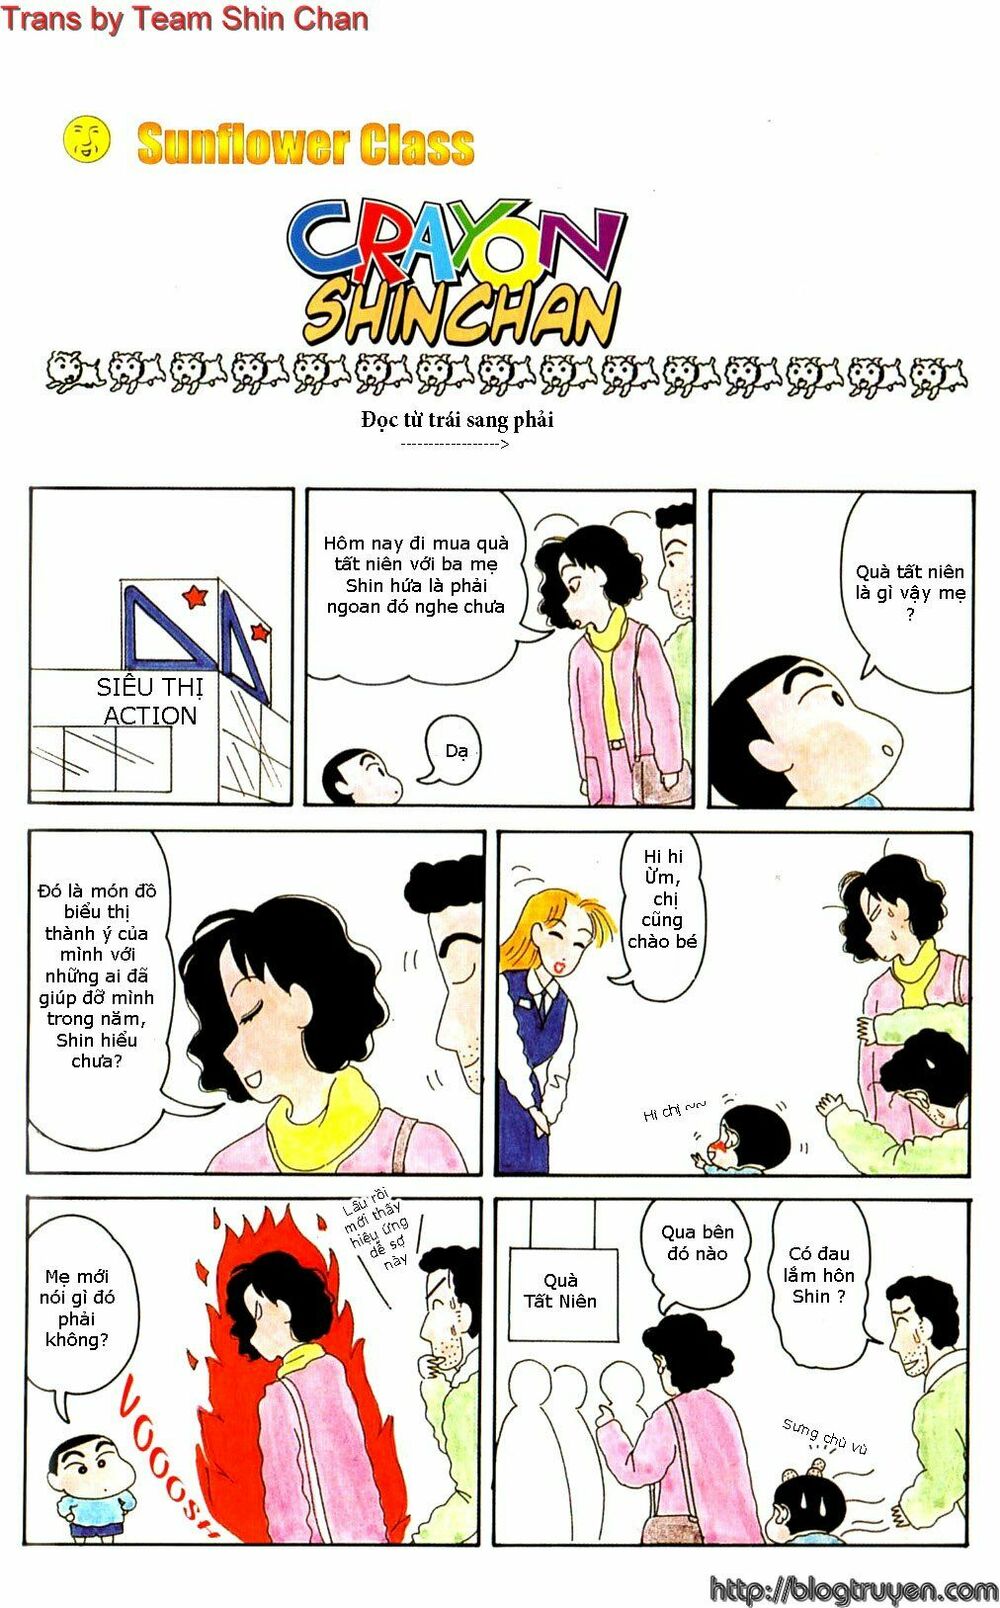 Trans by Team Shin Chan
Sunflower Class
CRAYON
SHINCHAN
Đọc từ trái sang phải
------------------>
SIÊU THỊ
ACTION
Hôm nay đi mua quà
tất niên với ba mẹ
Shin hứa là phải
ngoan đó nghe chưa
Dạ
Quà tất niên
là gì vậy mẹ
?
Đó là món đồ
biểu thị
thành ý của
mình với
những ai đã
giúp đỡ mình
trong năm,
Shin hiểu
chưa?
Hi hi
Ừm,
chị
cũng
chào bé
Hi chị ~~
Mẹ mới
nói gì đó
phải
không?
VOOOOSH
Lâu rồi
mới thấy
hiệu ứng
dễ sợ
này
Quà
Tất Niên
Qua bên
đó nào
Có đau
lắm hôn
Shin ?
Sưng chù vù
http://blogtruyen.com